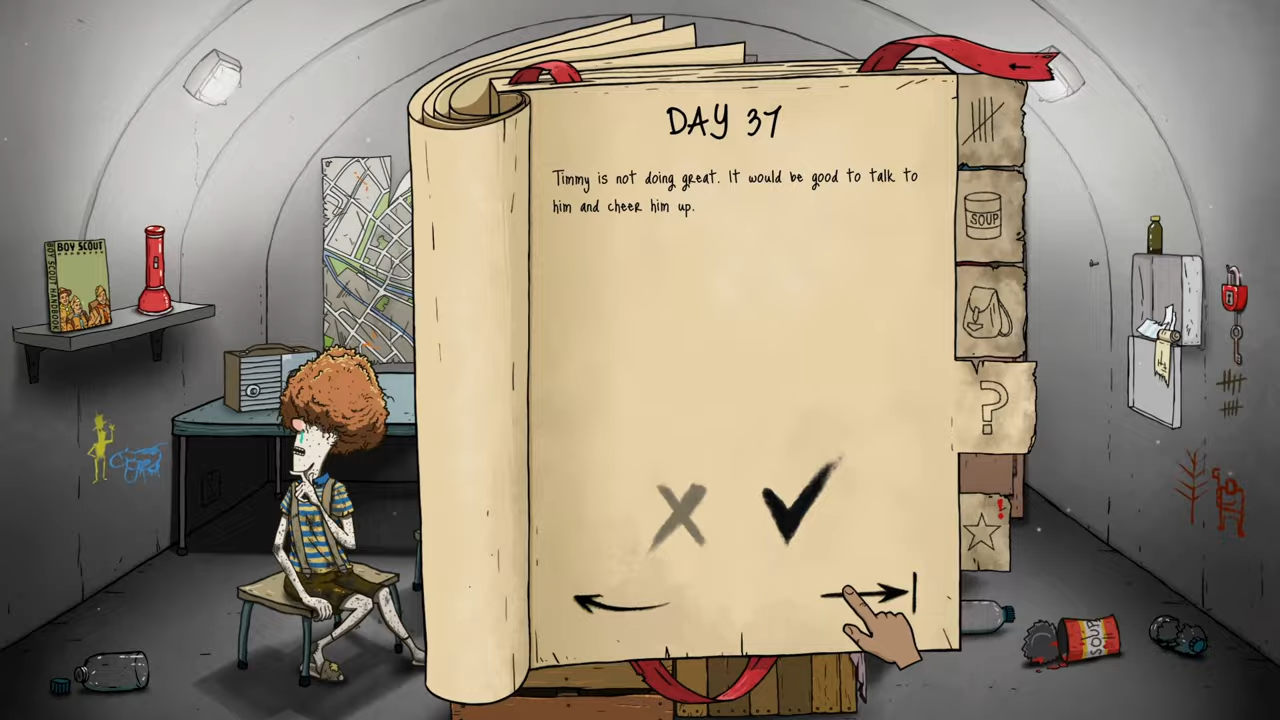 DAY 37
Timmy is not doing great. It would be good to talk to
him and cheer him up.
SOUP
BOY SCOUT
BOY SCOUT HANDBOOK
SOUP